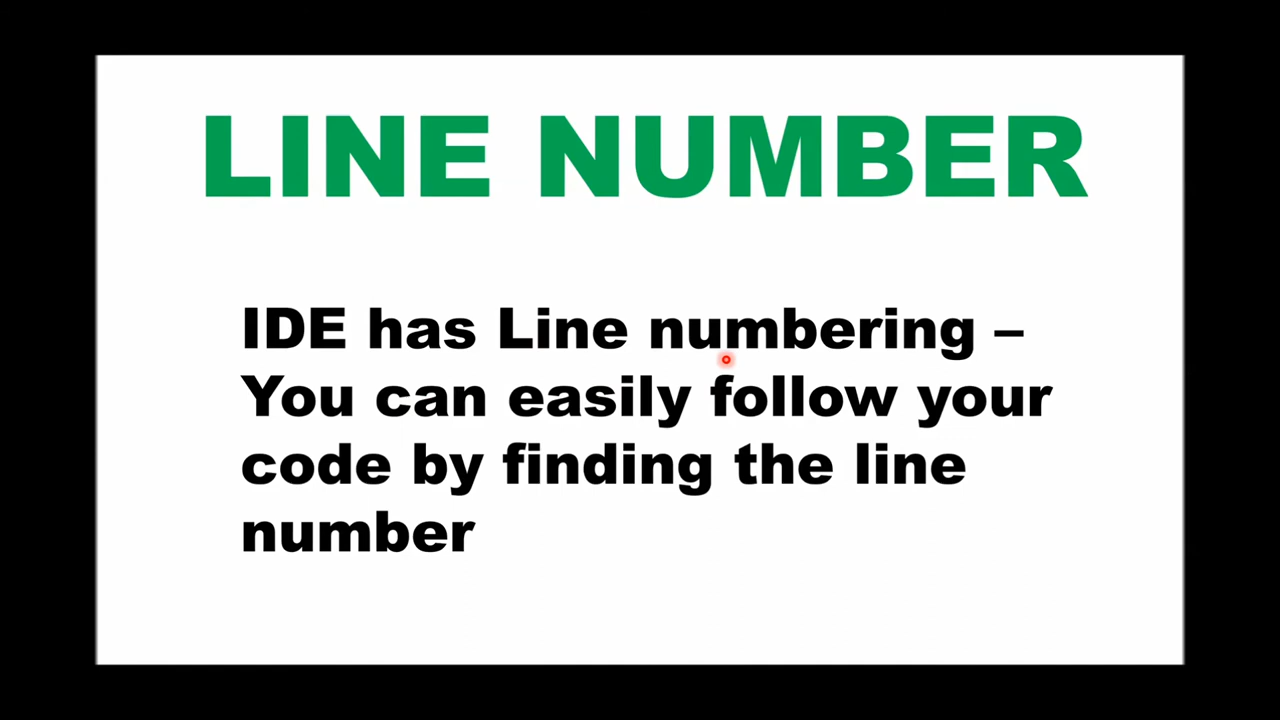 LINE NUMBER
IDE has Line numbering –
You can easily follow your
code by finding the line
number